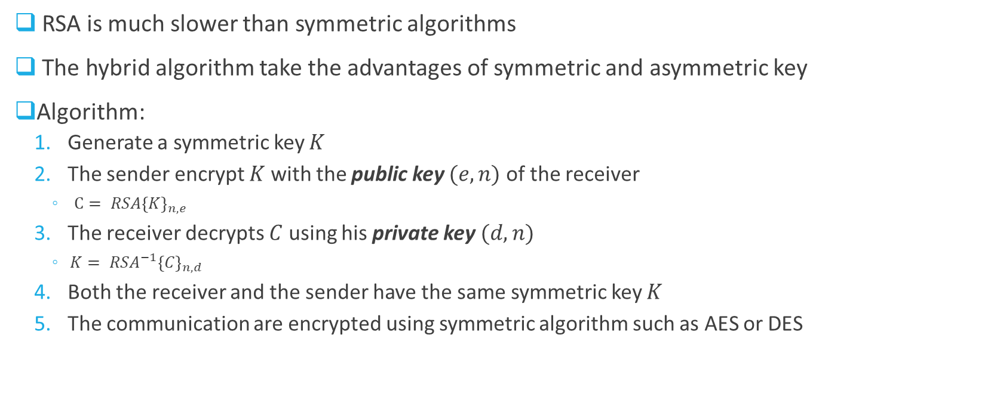 ❑ RSA is much slower than symmetric algorithms
❑ The hybrid algorithm take the advantages of symmetric and asymmetric key
❑Algorithm:
1. Generate a symmetric key K
2. The sender encrypt K with the public key (e, n) of the receiver
◦ C = RSA{K}ₙ,ₑ
3. The receiver decrypts C using his private key (d, n)
◦ K = RSA⁻¹{C}n,d
4. Both the receiver and the sender have the same symmetric key K
5. The communication are encrypted using symmetric algorithm such as AES or DES